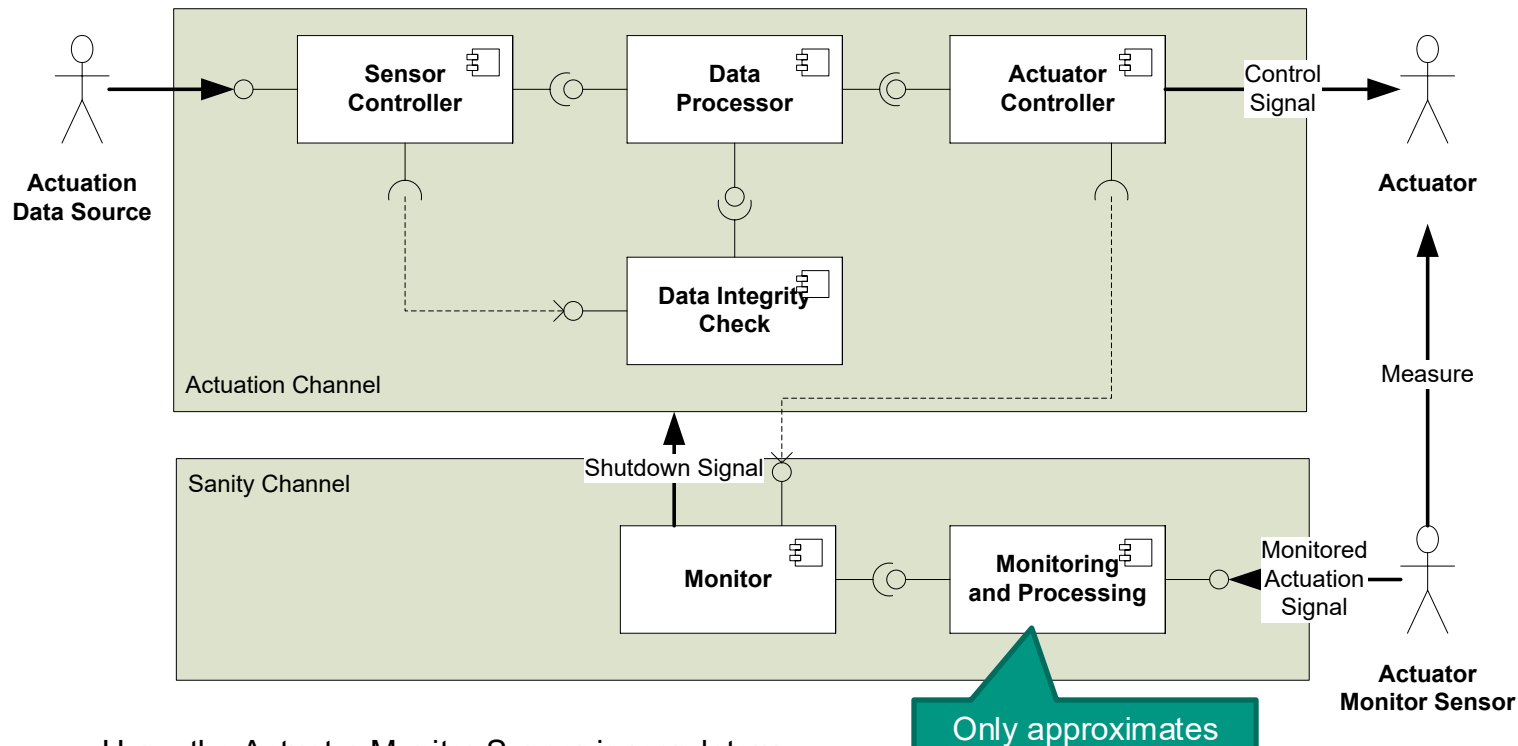 Sensor
Controller
Data
Processor
Actuator
Controller
Control
Signal
Actuation
Data Source
Actuator
Data Integrity
Check
Actuation Channel
Measure
Shutdown Signal
Sanity Channel
Monitor
Monitoring
and Processing
Monitored
Actuation
Signal
Actuator
Monitor Sensor
Only approximates